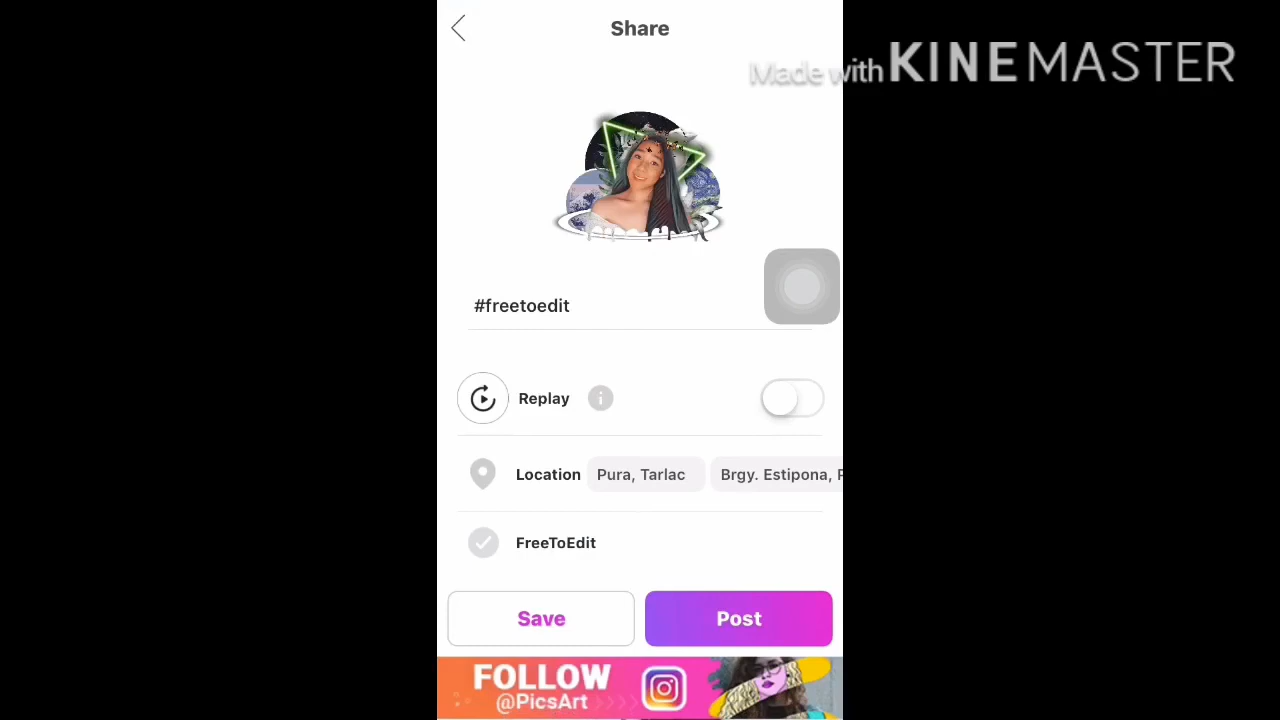 Share
Made with KINEMASTER
#freetoedit
Replay
Location Pura, Tarlac Brgy. Estipona, P
FreeToEdit
Save Post
FOLLOW
@PicsArt